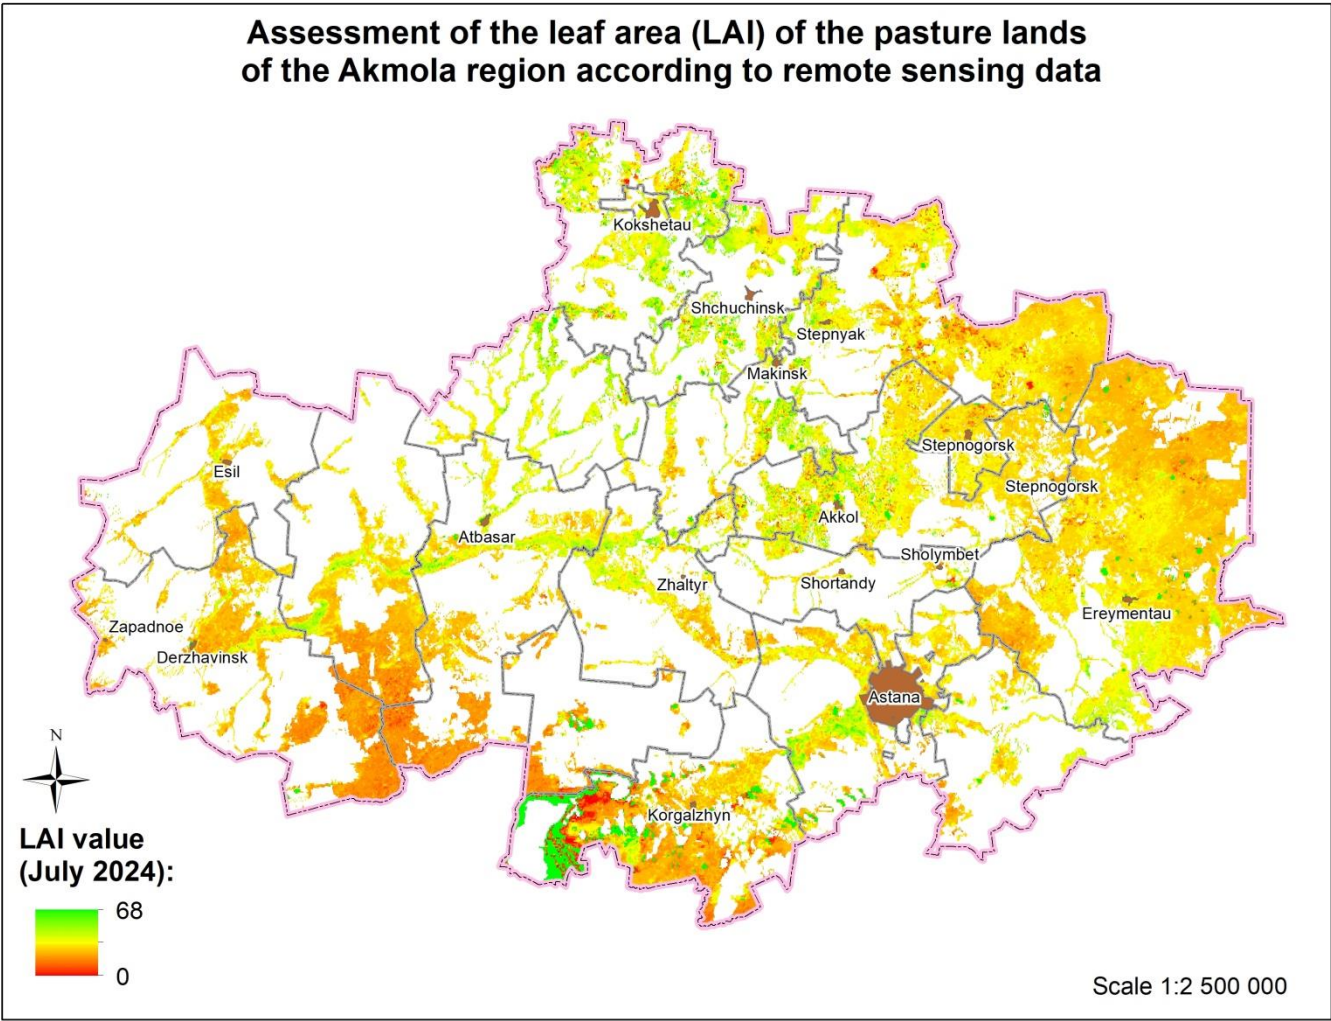 Assessment of the leaf area (LAI) of the pasture lands
of the Akmola region according to remote sensing data
Kokshetau
Shchuchinsk
Stepnyak
Makinsk
Stepnogorsk
Esil
Stepnogorsk
Akkol
Atbasar
Sholymbet
Zhaltyr
Shortandy
Ereymentau
Zapadnoe
Derzhavinsk
Astana
N
Korgalzhyn
LAI value
(July 2024):
68
0
Scale 1:2 500 000